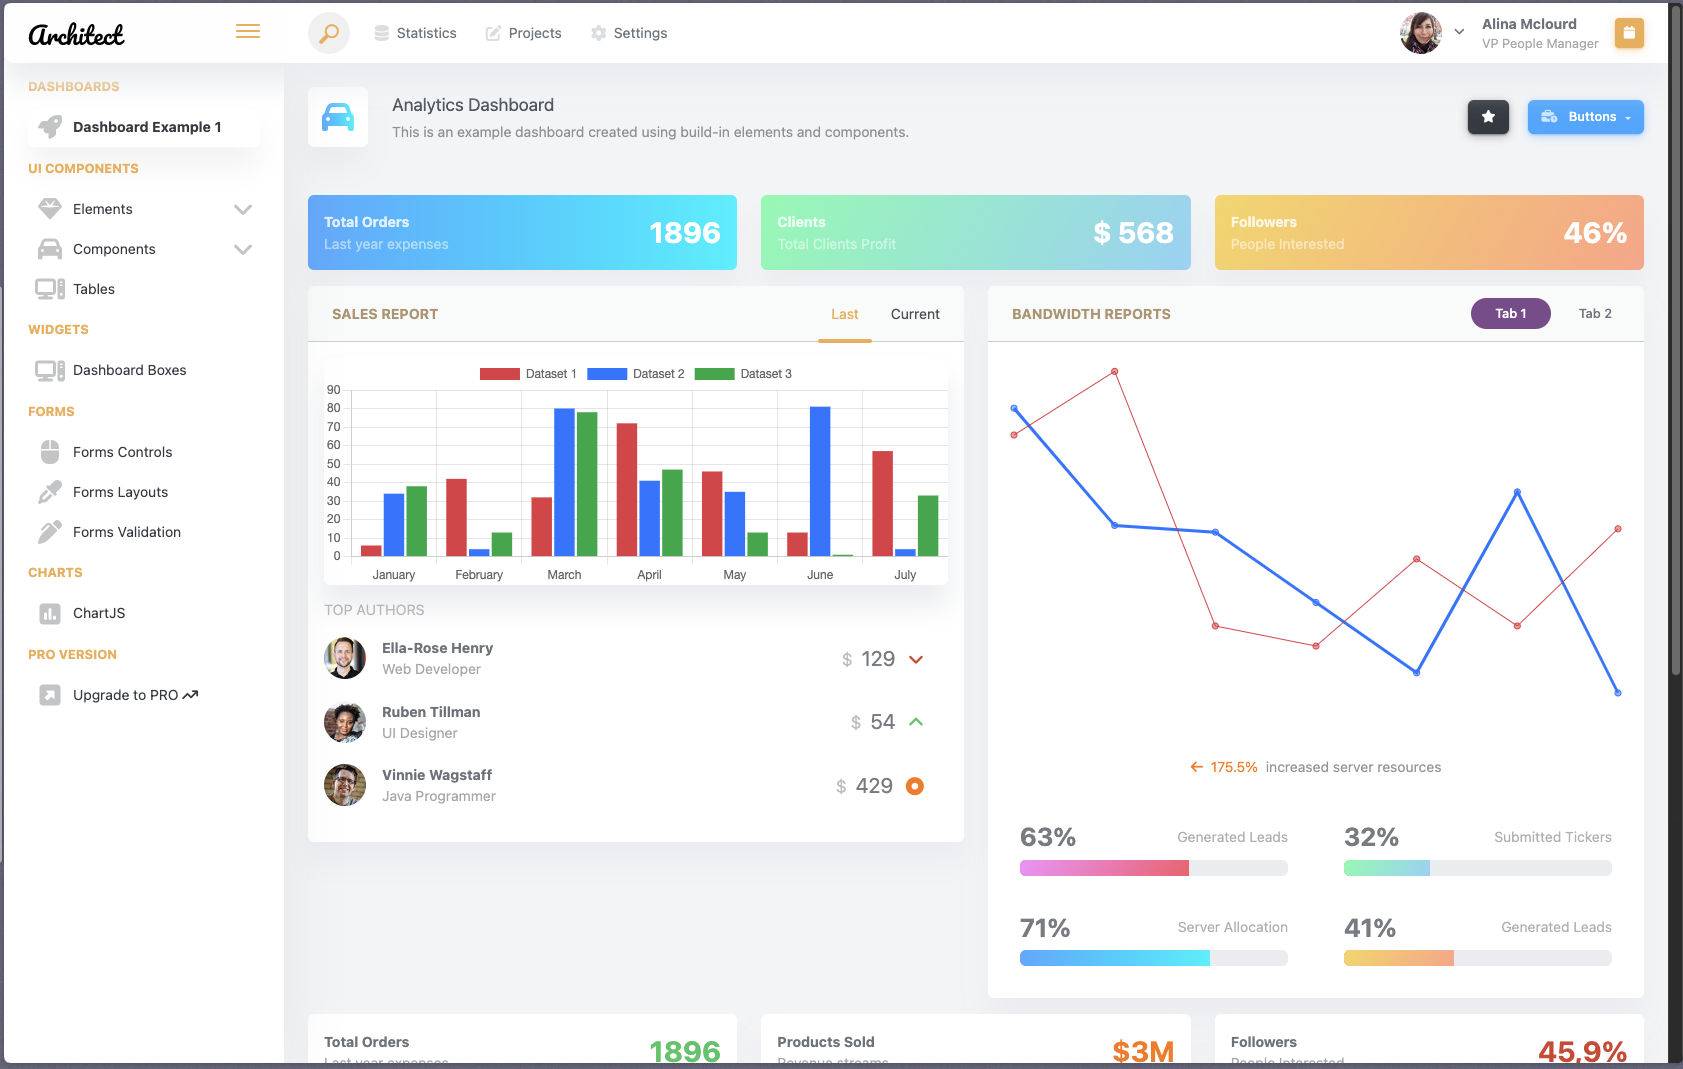 Architect
Statistics
Projects
Settings
Alina Mclourd
VP People Manager
DASHBOARDS
Dashboard Example 1
UI COMPONENTS
Elements
Components
Tables
WIDGETS
Dashboard Boxes
FORMS
Forms Controls
Forms Layouts
Forms Validation
CHARTS
ChartJS
PRO VERSION
Upgrade to PRO
Analytics Dashboard
This is an example dashboard created using build-in elements and components.
Buttons
Total Orders
Last year expenses
1896
Clients
Total Clients Profit
$ 568
Followers
People Interested
46%
SALES REPORT
Last
Current
Dataset 1
Dataset 2
Dataset 3
90
80
70
60
50
40
30
20
10
0
January
February
March
April
May
June
July
TOP AUTHORS
Ella-Rose Henry
Web Developer
$ 129
Ruben Tillman
UI Designer
$ 54
Vinnie Wagstaff
Java Programmer
$ 429
BANDWIDTH REPORTS
Tab 1
Tab 2
175.5% increased server resources
63%
Generated Leads
32%
Submitted Tickers
71%
Server Allocation
41%
Generated Leads
Total Orders
Last year expenses
1896
Products Sold
Revenue streams
$3M
Followers
People Interested
45,9%